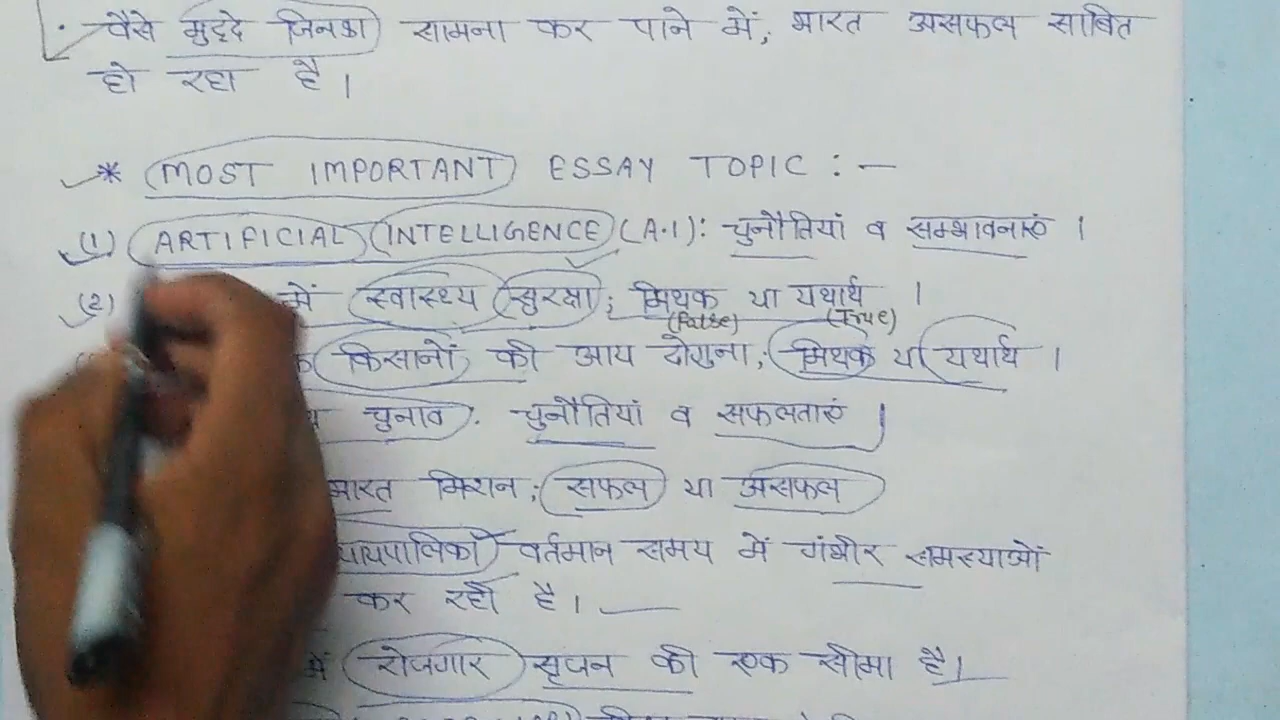 वैसे मुद्दे जिनका सामना कर पाने में, भारत असफल साबित
हो रहा है।
* MOST IMPORTANT ESSAY TOPIC :-
(1) ARTIFICIAL INTELLIGENCE (A.I): चुनौतियां व सम्भावनाएं।
(2) में स्वास्थ्य सुरक्षा; मिथक या यथार्थ।
(False) (True)
किसानों की आय दोगुना; मिथक या यथार्थ।
चुनाव. चुनौतियां व सफलताएं।
भारत मिशन; सफल या असफल
वर्तमान समय में गंभीर समस्याओं
कर रही है।
में रोजगार सृजन की एक सीमा है।